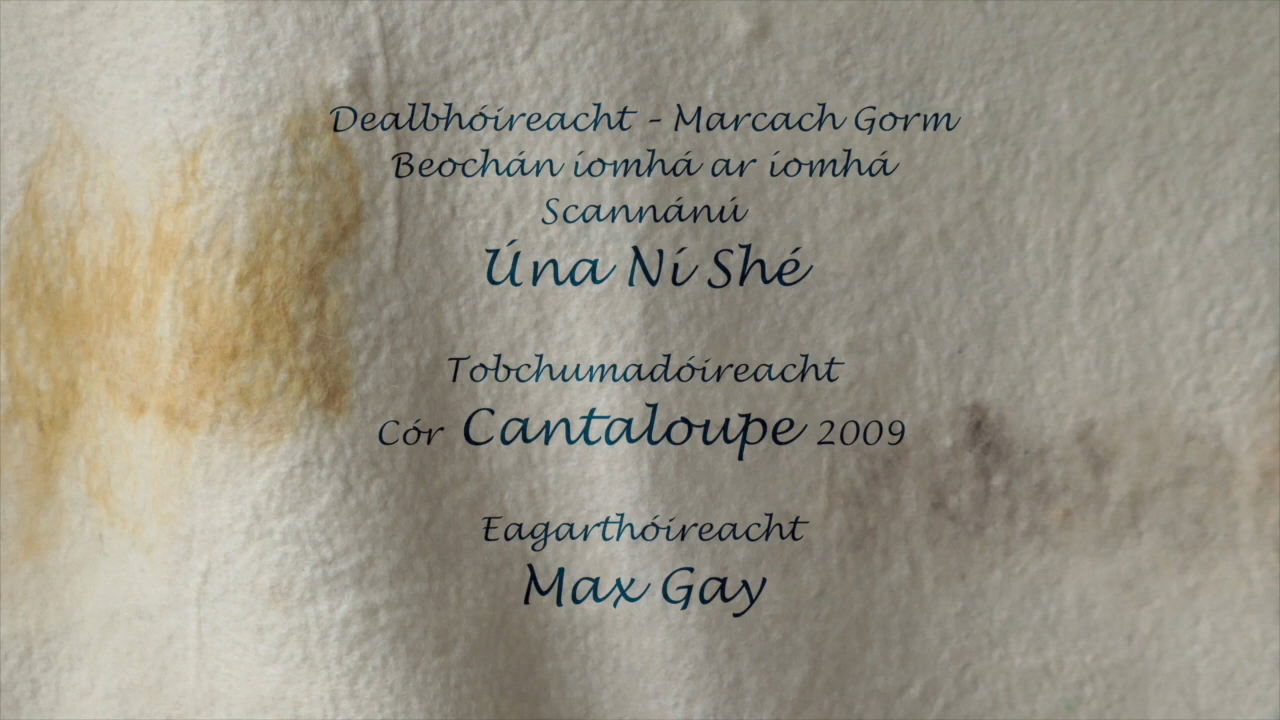 Dealbhóireacht - Marcach Gorm
Beochán íomhá ar íomhá
Scannánú
Úna Ní Shé
Tobchumadóireacht
Cór Cantaloupe 2009
Eagarthóireacht
Max Gay